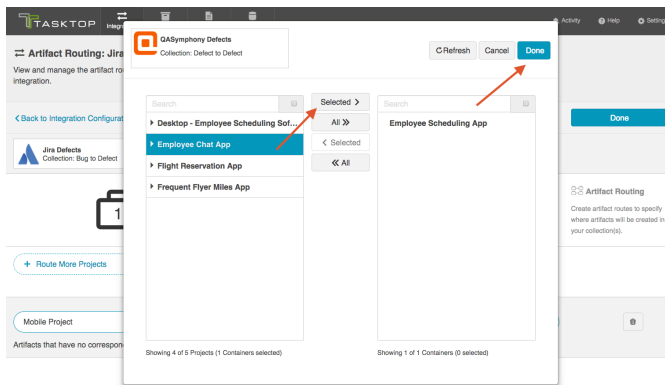 TASKTOP
Integr
Activity
Help
Setting
Artifact Routing: Jira
View and manage the artifact ro
integration.
Back to Integration Configurat
Done
Jira Defects
Collection: Bug to Defect
1
Artifact Routing
Create artifact routes to specify
where artifacts will be created in
your collection(s).
+ Route More Projects
Mobile Project
Artifacts that have no correspon
QASymphony Defects
Collection: Defect to Defect
Refresh
Cancel
Done
Search
Desktop - Employee Scheduling Sof...
Employee Chat App
Flight Reservation App
Frequent Flyer Miles App
Showing 4 of 5 Projects (1 Containers selected)
Selected >
All »
< Selected
« All
Search
Employee Scheduling App
Showing 1 of 1 Containers (0 selected)